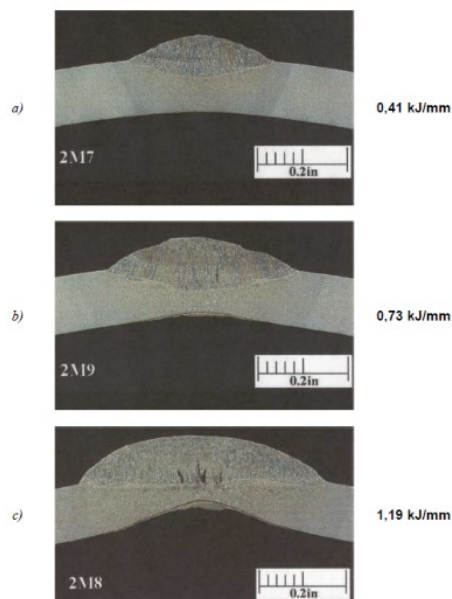 a)
0,41 kJ/mm
2M7
0.2in
b)
0,73 kJ/mm
2M9
0.2in
c)
1,19 kJ/mm
2M8
0.2in